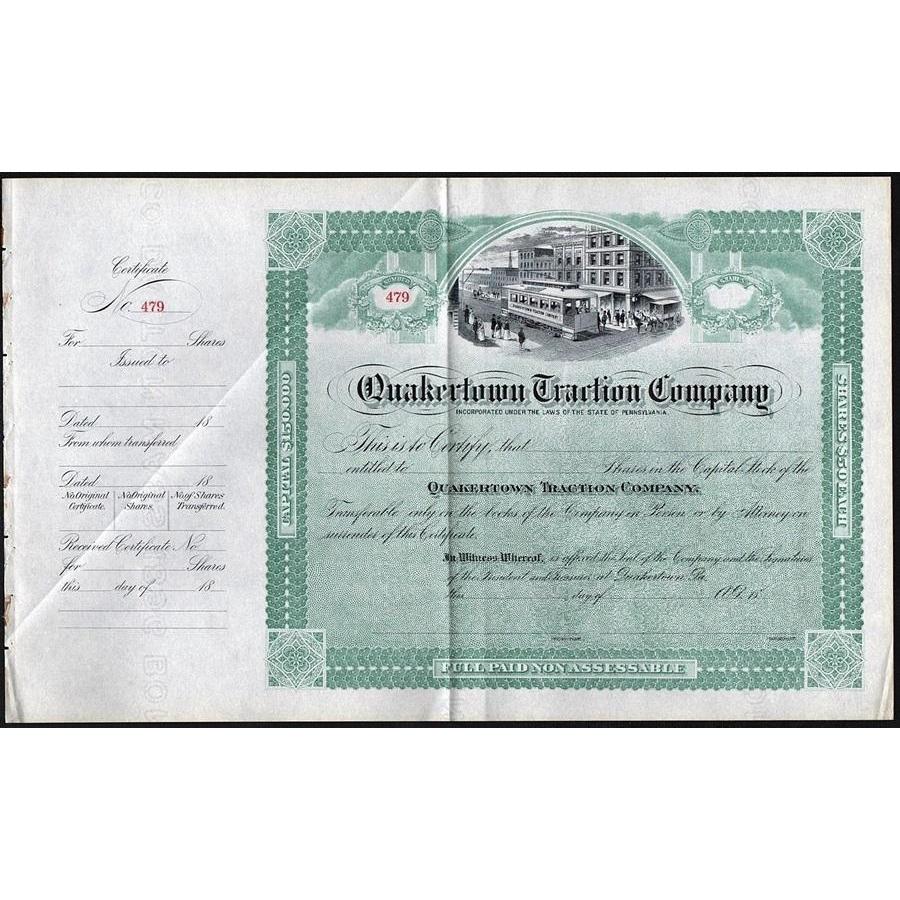 Certificate
No. 479
For Shares
Issued to
Dated 18
From whom transferred
Dated 18
No Original Certificate. No Original Shares. No of Shares Transferred.
Received Certificate No
for Shares
this day of 18
NUMBER
479
SHARES
QUAKERTOWN TRACTION COMPANY
CAPITAL $150,000
SHARES $50 EACH
Quakertown Traction Company
INCORPORATED UNDER THE LAWS OF THE STATE OF PENNSYLVANIA.
This is to Certify, that
entitled to Shares in the Capital Stock of the
QUAKERTOWN TRACTION COMPANY.
Transferable only on the books of the Company in Person or by Attorney on
surrender of this Certificate.
In Witness Whereof, is affixed the Seal of the Company and the Signatures
of the President and Treasurer at Quakertown Pa.
this day of A.D. 18
FULL PAID NON ASSESSABLE